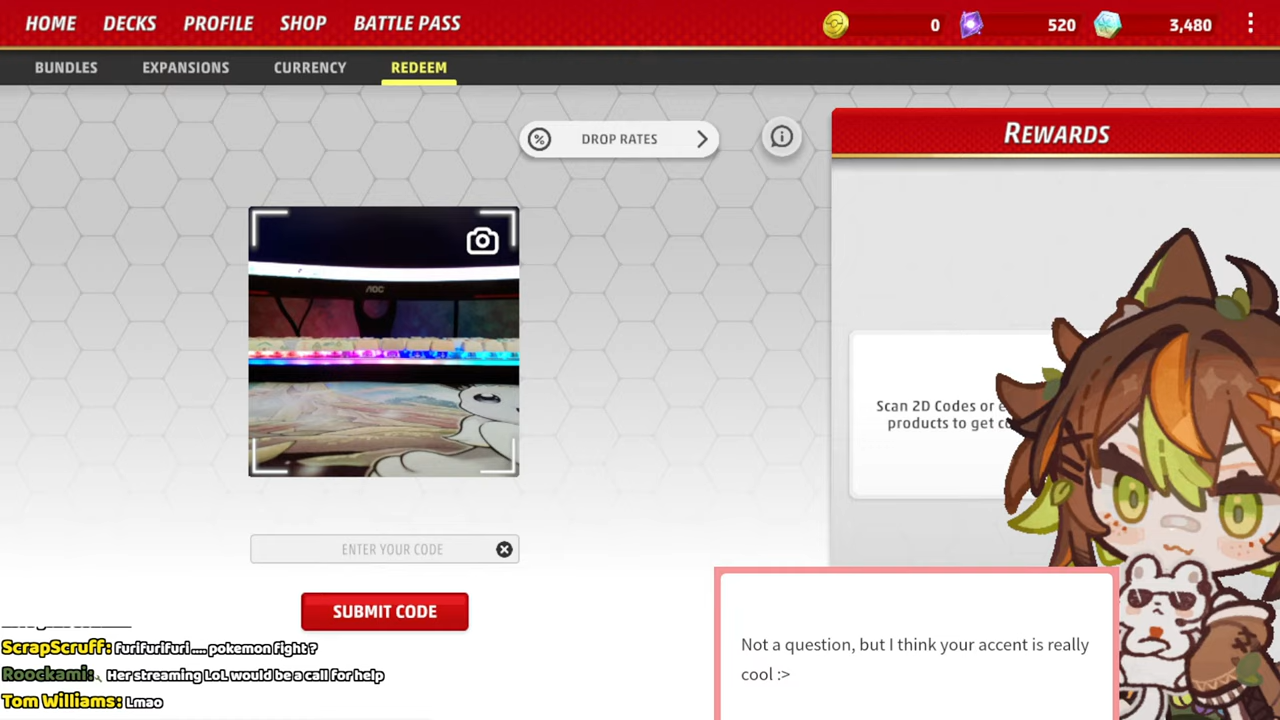 HOME DECKS PROFILE SHOP BATTLE PASS 0 520 3,480
BUNDLES EXPANSIONS CURRENCY REDEEM
% DROP RATES
REWARDS
AOC
Scan 2D Codes or
products to get
ENTER YOUR CODE
SUBMIT CODE
ScrapScruff: Furifurifuri .... pokemon fight ?
Roockami: Her streaming LoL would be a call for help
Tom Williams: Lmao
Not a question, but I think your accent is really
cool :>